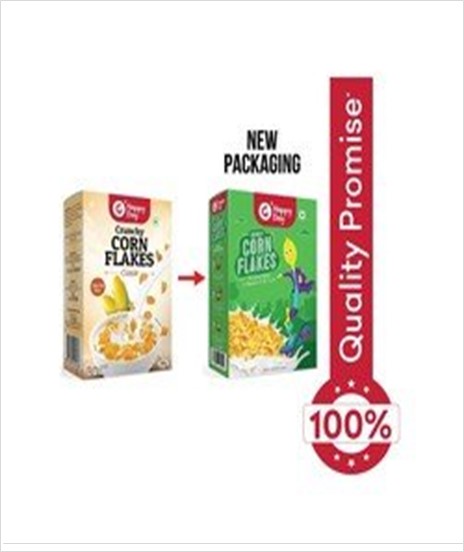 NEW
PACKAGING
Happy
Day
Crunchy
CORN
FLAKES
Classic
Happy
Day
CORN
FLAKES
Quality Promise*
100%